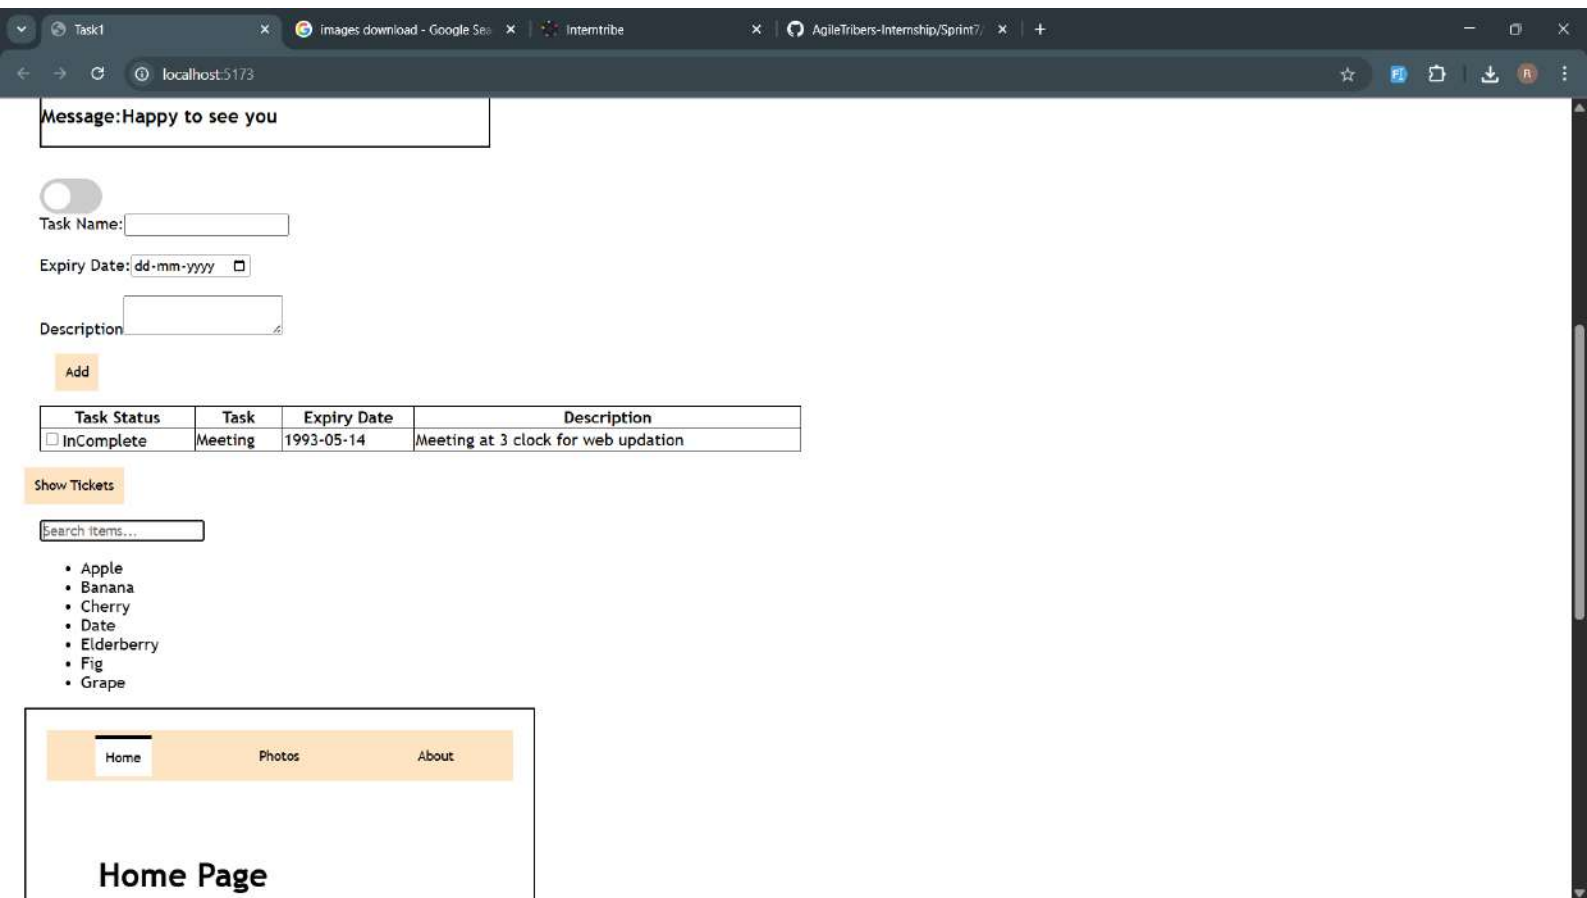 Task1
images download - Google Sea
Interntribe
AgileTribers-Internship/Sprint7/
localhost:5173
Message:Happy to see you
Task Name:
Expiry Date: dd-mm-yyyy
Description
Add
Task Status Task Expiry Date Description
InComplete Meeting 1993-05-14 Meeting at 3 clock for web updation
Show Tickets
Search items...
• Apple
• Banana
• Cherry
• Date
• Elderberry
• Fig
• Grape
Home Photos About
Home Page